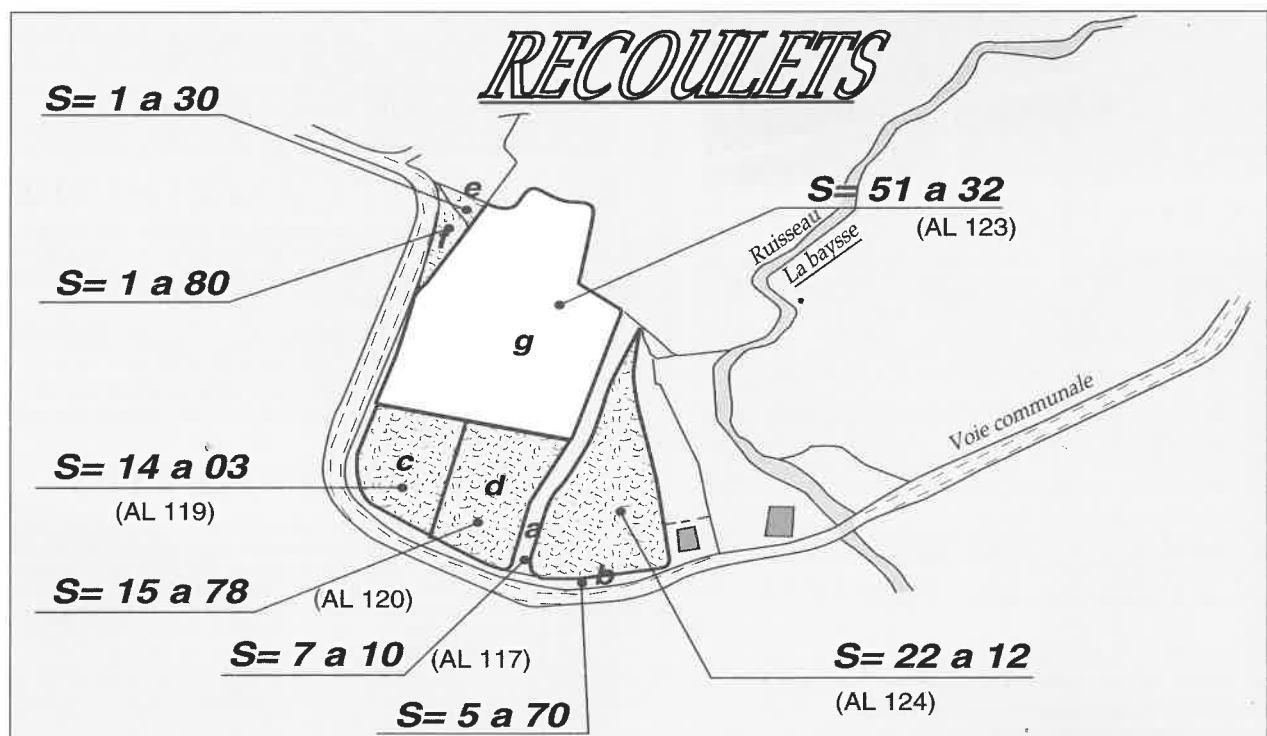 RECOULETS
S= 1 a 30
e
S= 51 a 32
(AL 123)
Ruisseau
La baysse
f
S= 1 a 80
g
Voie communale
S= 14 a 03
(AL 119)
c
d
a
b
S= 15 a 78
(AL 120)
S= 7 a 10
(AL 117)
S= 22 a 12
(AL 124)
S= 5 a 70